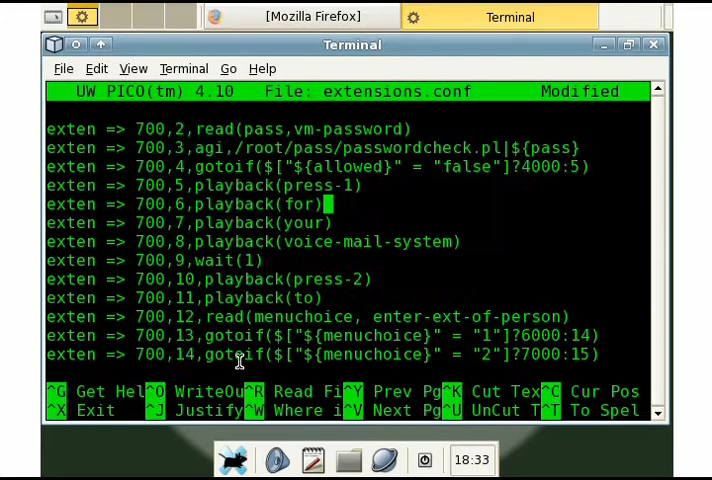 [Mozilla Firefox]
Terminal
Terminal
File Edit View Terminal Go Help
UW PICO(tm) 4.10 File: extensions.conf Modified
exten => 700,2,read(pass,vm-password)
exten => 700,3,agi,/root/pass/passwordcheck.pl|${pass}
exten => 700,4,gotoif($["${allowed}" = "false"]?4000:5)
exten => 700,5,playback(press-1)
exten => 700,6,playback(for)
exten => 700,7,playback(your)
exten => 700,8,playback(voice-mail-system)
exten => 700,9,wait(1)
exten => 700,10,playback(press-2)
exten => 700,11,playback(to)
exten => 700,12,read(menuchoice, enter-ext-of-person)
exten => 700,13,gotoif($["${menuchoice}" = "1"]?6000:14)
exten => 700,14,gotoif($["${menuchoice}" = "2"]?7000:15)
^G Get Hel^O WriteOu^R Read Fi^Y Prev Pg^K Cut Tex^C Cur Pos
^X Exit ^J Justify^W Where i^V Next Pg^U UnCut T^T To Spel
18:33